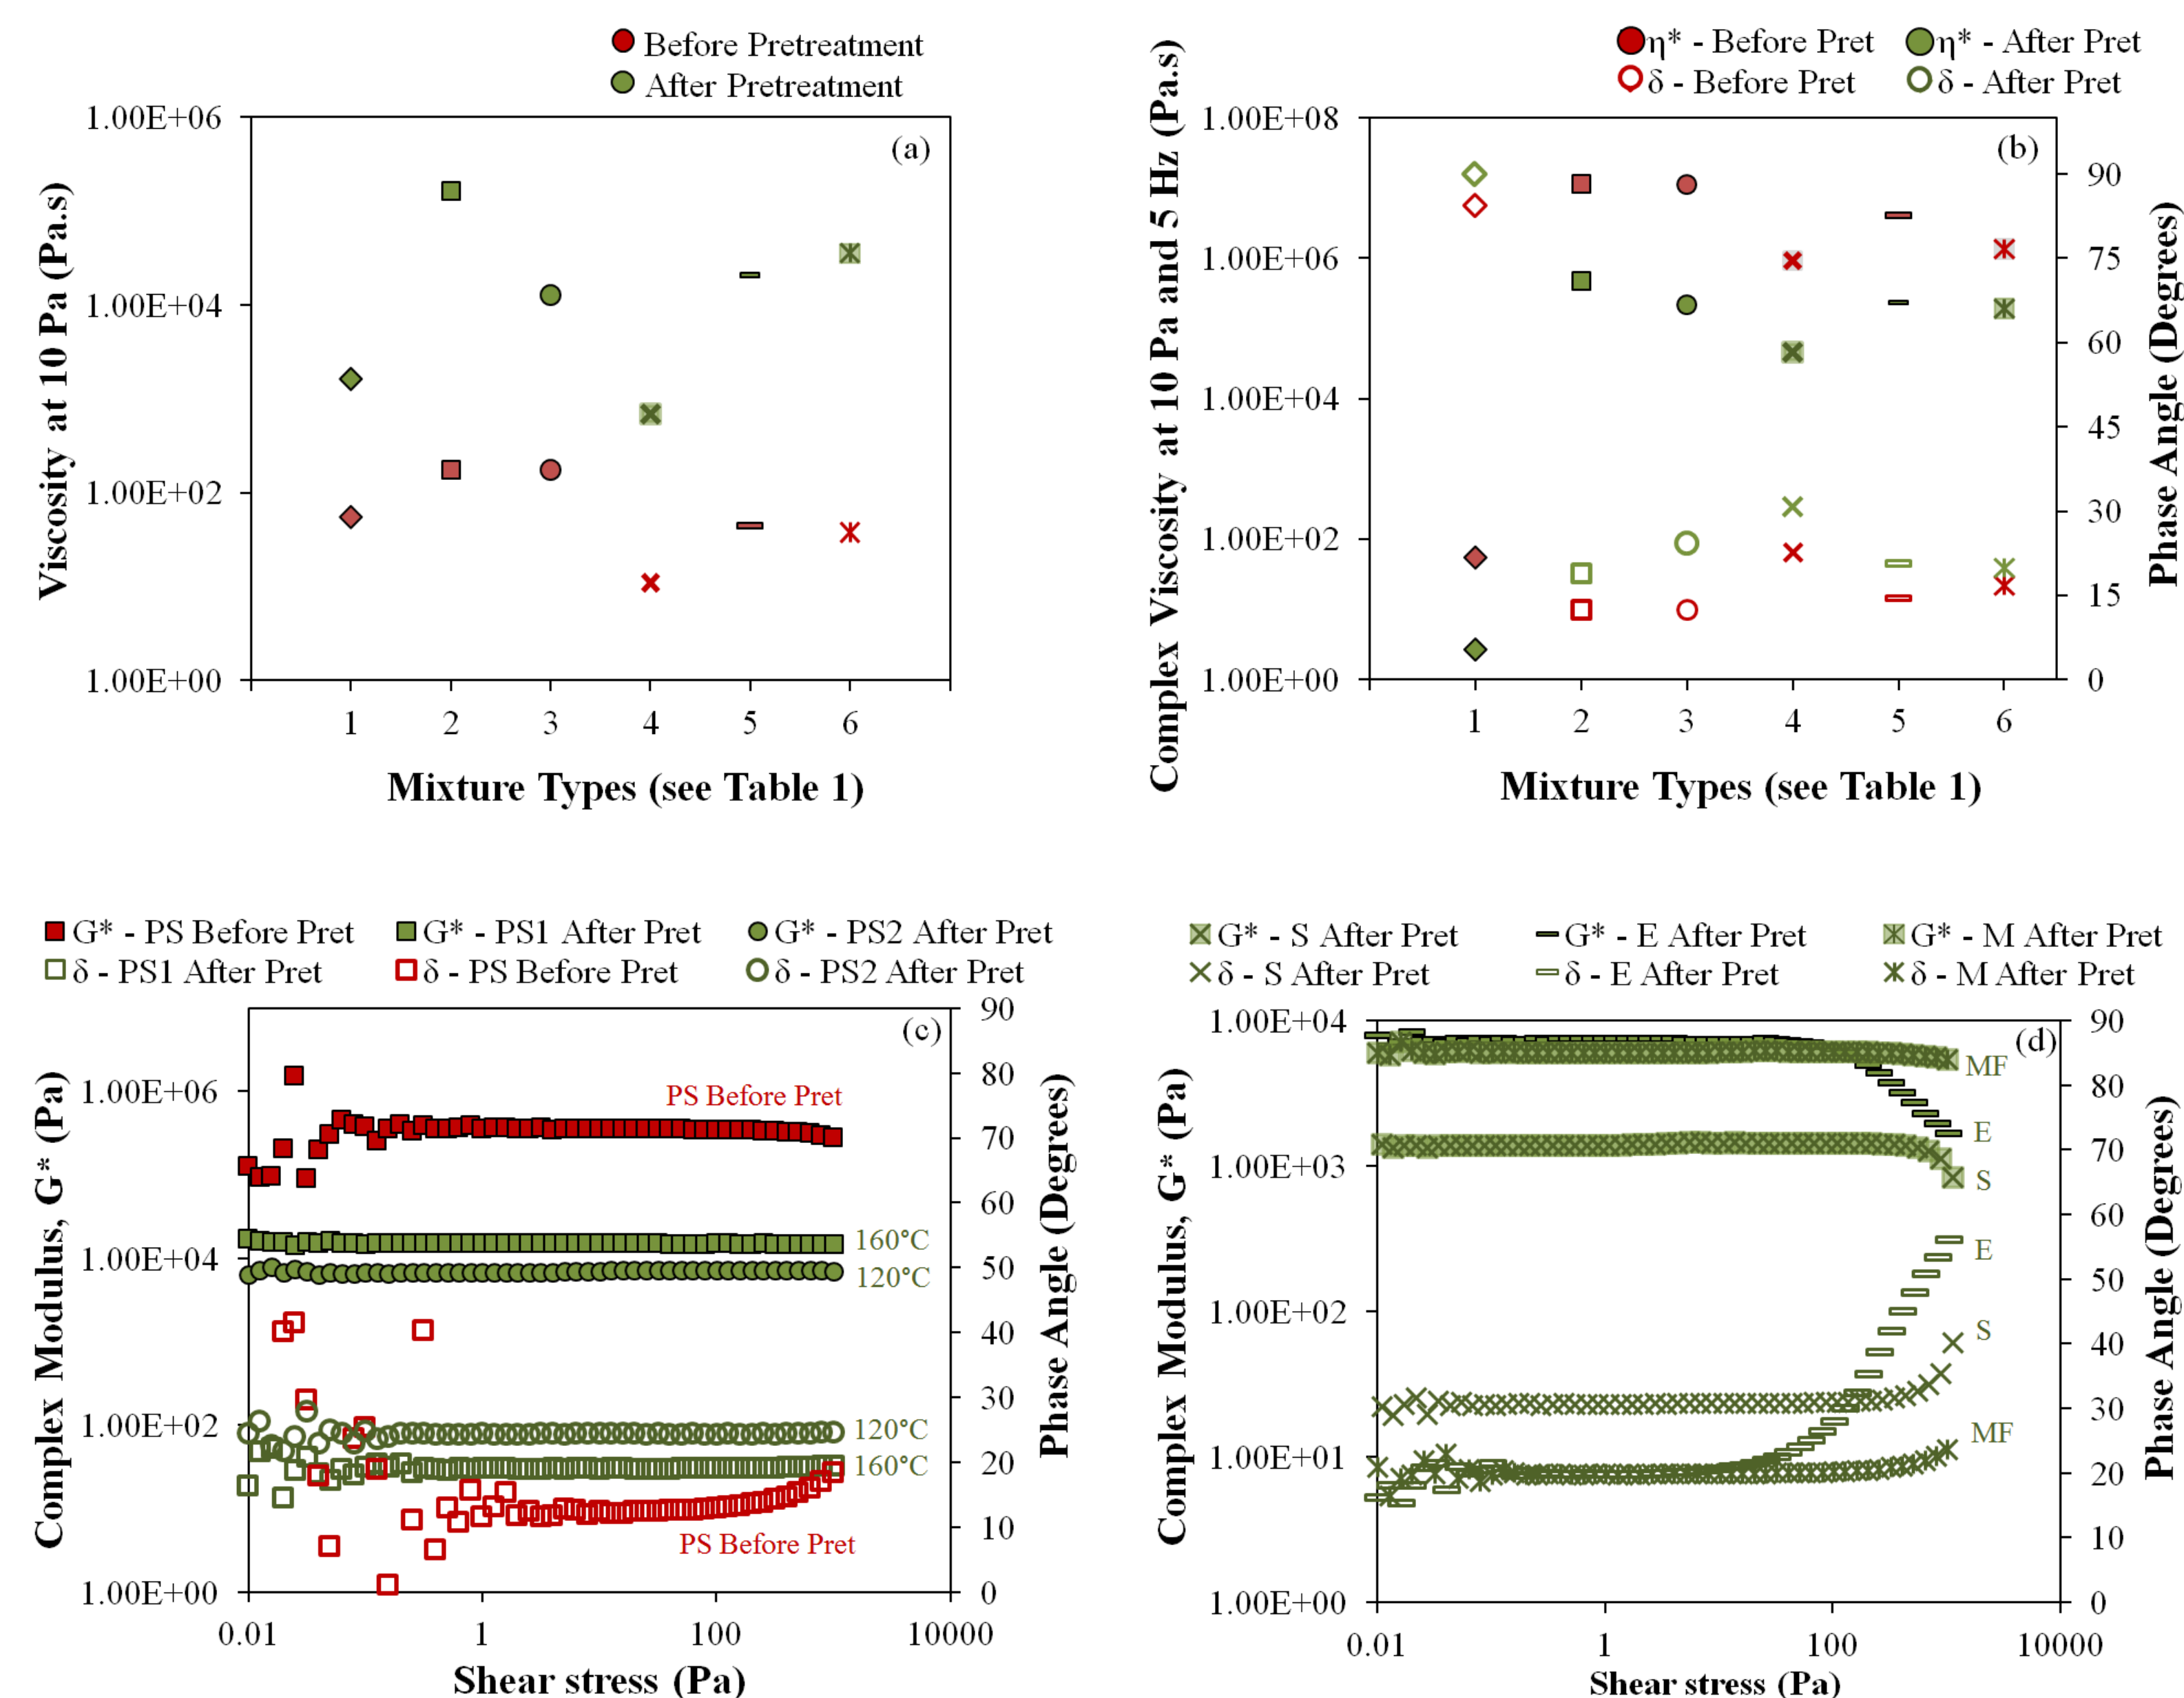 Before Pretreatment
After Pretreatment
1.00E+06
1.00E+04
1.00E+02
1.00E+00
(a)
1 2 3 4 5 6
Viscosity at 10 Pa (Pa.s)
Mixture Types (see Table 1)
η* - Before Pret η* - After Pret
δ - Before Pret δ - After Pret
1.00E+08
1.00E+06
1.00E+04
1.00E+02
1.00E+00
(b)
90
75
60
45
30
15
0
1 2 3 4 5 6
Complex Viscosity at 10 Pa and 5 Hz (Pa.s)
Phase Angle (Degrees)
Mixture Types (see Table 1)
G* - PS Before Pret G* - PS1 After Pret G* - PS2 After Pret
δ - PS1 After Pret δ - PS Before Pret δ - PS2 After Pret
(c)
1.00E+06
1.00E+04
1.00E+02
1.00E+00
PS Before Pret
160°C
120°C
120°C
160°C
PS Before Pret
90
80
70
60
50
40
30
20
10
0
0.01 1 100 10000
Complex Modulus, G* (Pa)
Phase Angle (Degrees)
Shear stress (Pa)
G* - S After Pret G* - E After Pret G* - M After Pret
δ - S After Pret δ - E After Pret δ - M After Pret
1.00E+04
1.00E+03
1.00E+02
1.00E+01
1.00E+00
(d)
MF
E
S
E
S
MF
90
80
70
60
50
40
30
20
10
0
0.01 1 100 10000
Complex Modulus, G* (Pa)
Phase Angle (Degrees)
Shear stress (Pa)